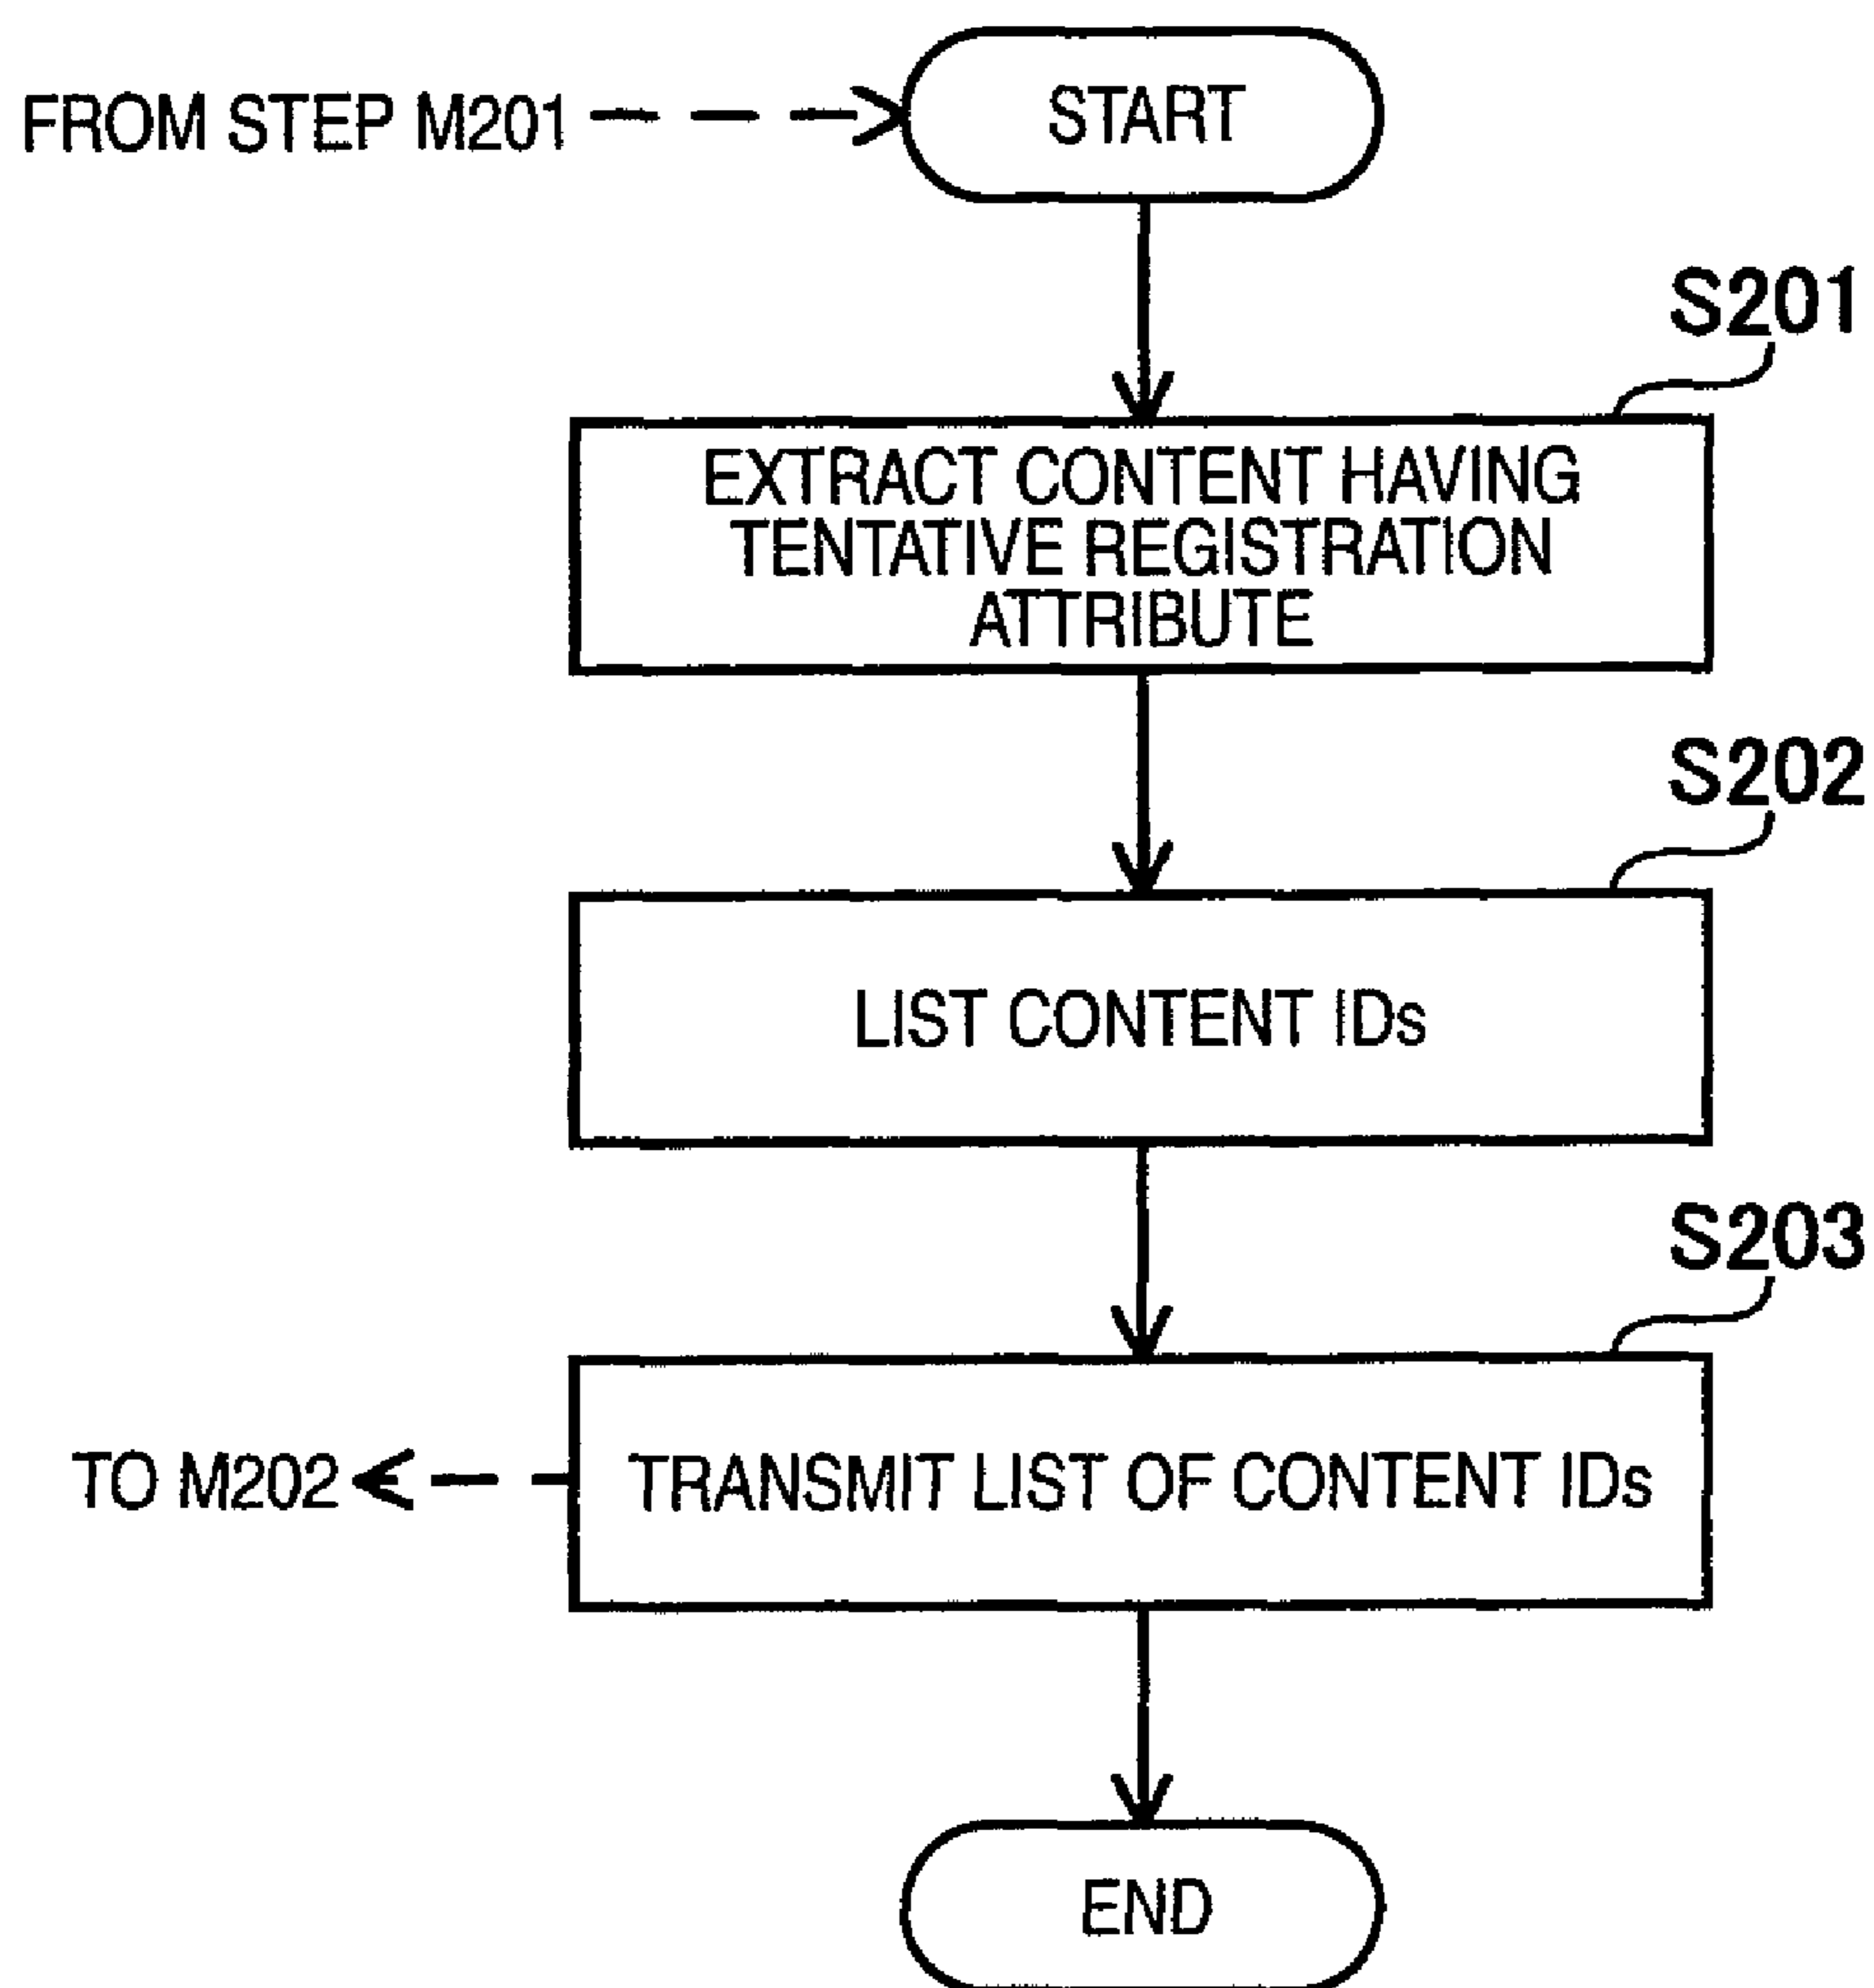 FROM STEP M201
START
S201
EXTRACT CONTENT HAVING
TENTATIVE REGISTRATION
ATTRIBUTE
S202
LIST CONTENT IDs
S203
TO M202
TRANSMIT LIST OF CONTENT IDs
END